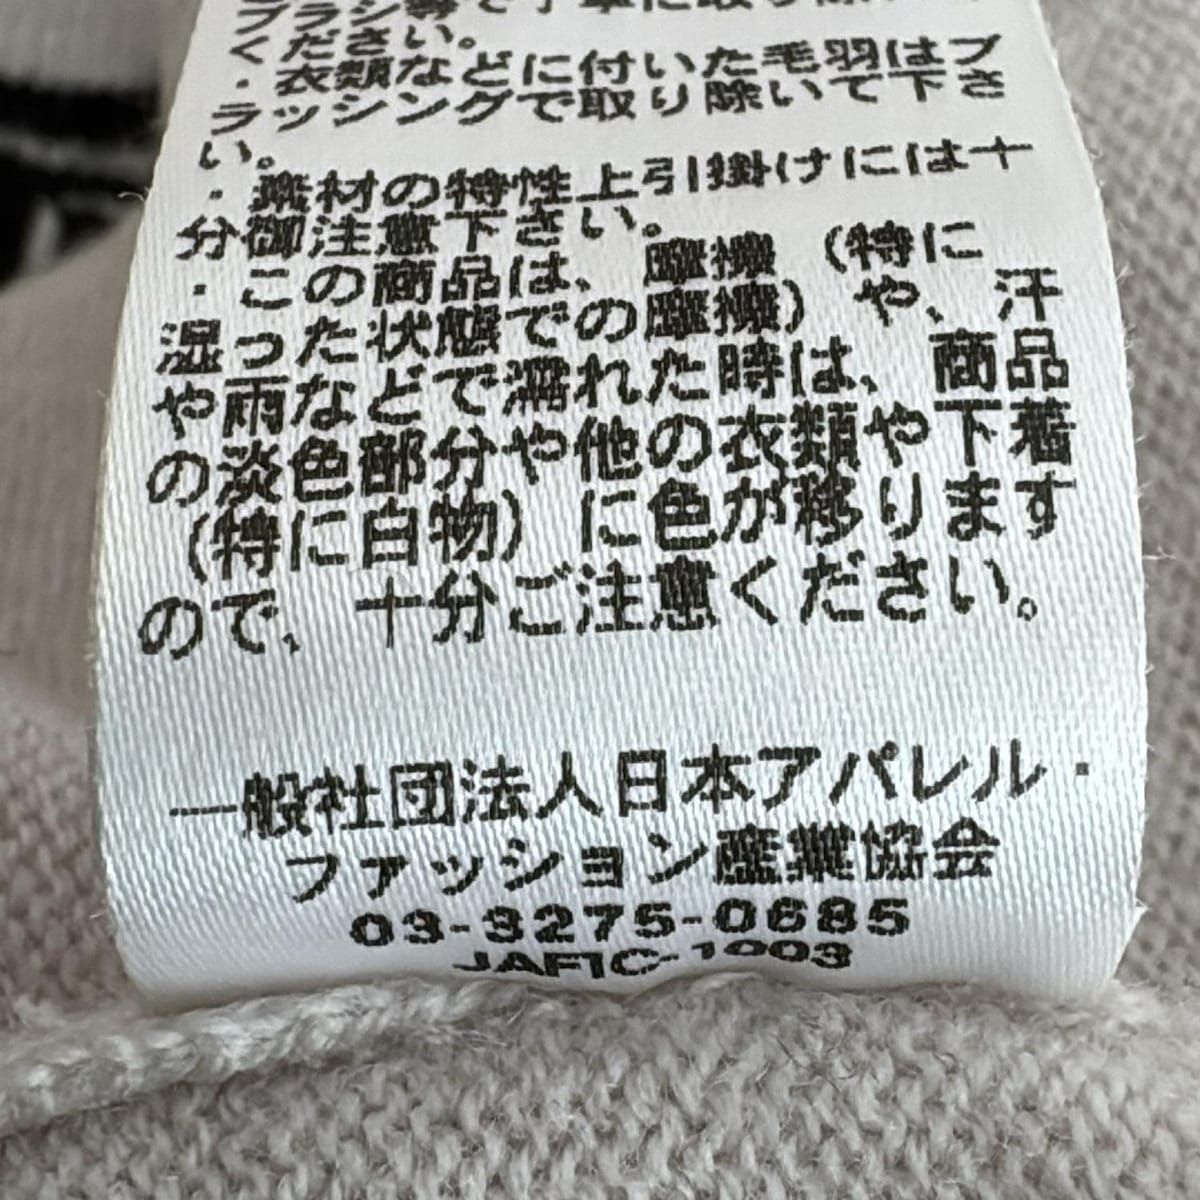 ブラシ等で丁寧に取り除いて
ください。
・衣類などに付いた毛羽はブ
ラッシングで取り除いて下さ
い。
・素材の特性上引掛けには十
分御注意下さい。
・この商品は、摩擦（特に
湿った状態での摩擦）や、汗
や雨などで濡れた時は、商品
の淡色部分や他の衣類や下着
（特に白物）に色が移ります
ので、十分ご注意ください。
一般社団法人日本アパレル・
ファッション産業協会
03-3275-0685
JAFIC-1003